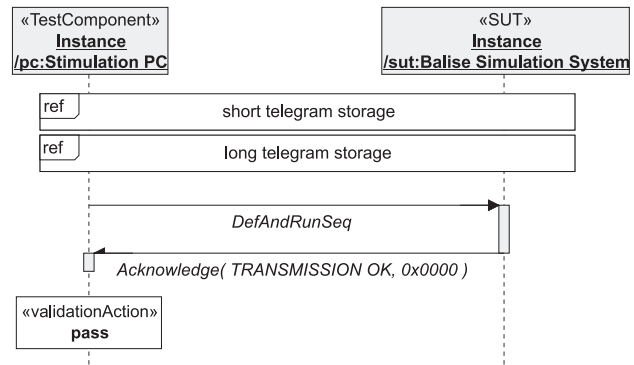 «TestComponent»
Instance
/pc:Stimulation PC
«SUT»
Instance
/sut:Balise Simulation System
ref
short telegram storage
ref
long telegram storage
DefAndRunSeq
Acknowledge( TRANSMISSION OK, 0x0000 )
«validationAction»
pass